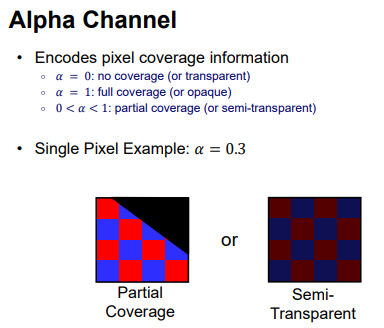 Alpha Channel
• Encodes pixel coverage information
◦ α = 0: no coverage (or transparent)
◦ α = 1: full coverage (or opaque)
◦ 0 < α < 1: partial coverage (or semi-transparent)
• Single Pixel Example: α = 0.3
or
Partial
Coverage
Semi-
Transparent